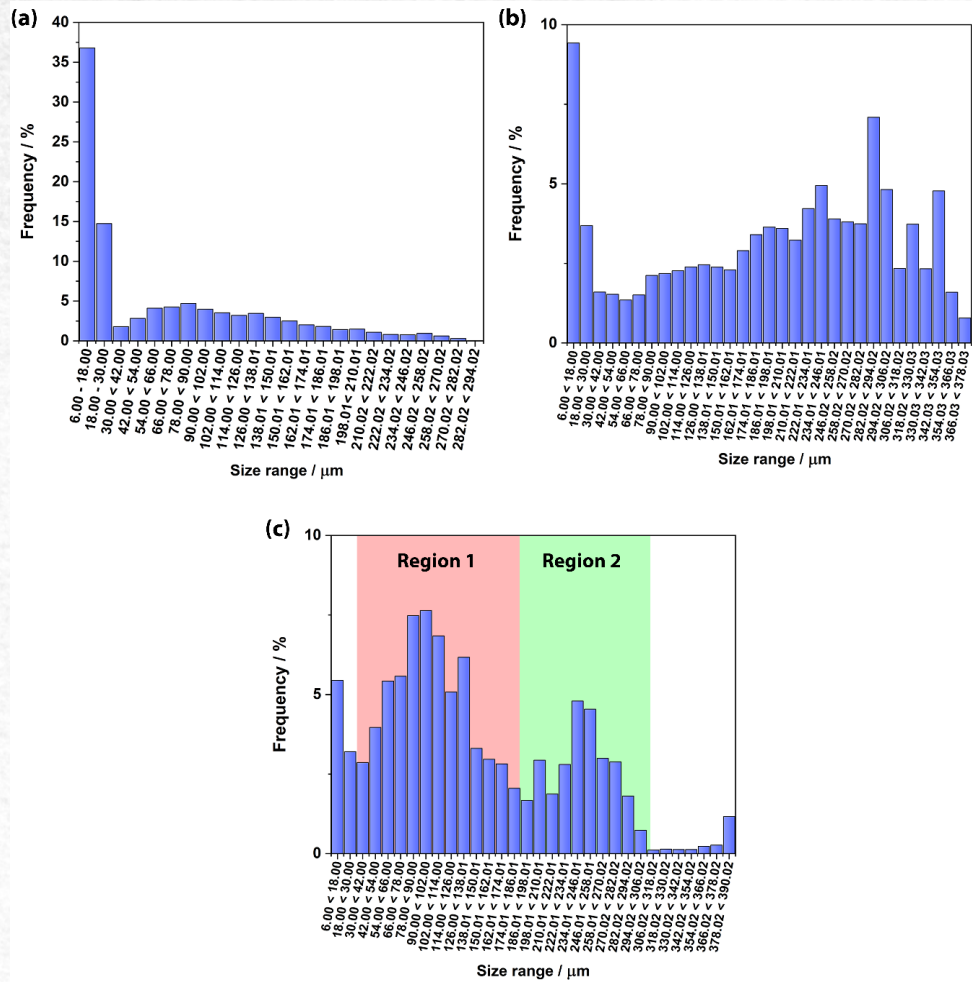 (a)
40
35
30
25
20
15
10
5
0
Frequency / %
6.00 - 18.00
18.00 - 30.00
30.00 < 42.00
42.00 < 54.00
54.00 < 66.00
66.00 < 78.00
78.00 < 90.00
90.00 < 102.00
102.00 < 114.00
114.00 < 126.00
126.00 < 138.01
138.01 < 150.01
150.01 < 162.01
162.01 < 174.01
174.01 < 186.01
186.01 < 198.01
198.01< 210.01
210.02 < 222.02
222.02 < 234.02
234.02 < 246.02
246.02 < 258.02
258.02 < 270.02
270.02 < 282.02
282.02 < 294.02
Size range / μm
(b)
10
5
0
Frequency / %
6.00 < 18.00
18.00 < 30.00
30.00 < 42.00
42.00 < 54.00
54.00 < 66.00
66.00 < 78.00
78.00 < 90.00
90.00 < 102.00
102.00 < 114.00
114.00 < 126.00
126.00 < 138.01
138.01 < 150.01
150.01 < 162.01
162.01 < 174.01
174.01 < 186.01
186.01 < 198.01
198.01 < 210.01
210.01 < 222.01
222.01 < 234.01
234.01 < 246.01
246.02 < 258.02
258.02 < 270.02
270.02 < 282.02
282.02 < 294.02
294.02 < 306.02
306.02 < 318.02
318.02 < 330.03
330.03 < 342.03
342.03 < 354.03
354.03 < 366.03
366.03 < 378.03
Size range / μm
(c)
Region 1
Region 2
10
5
0
Frequency / %
6.00 < 18.00
18.00 < 30.00
30.00 < 42.00
42.00 < 54.00
54.00 < 66.00
66.00 < 78.00
78.00 < 90.00
90.00 < 102.00
102.00 < 114.00
114.00 < 126.00
126.00 < 138.01
138.01 < 150.01
150.01 < 162.01
162.01 < 174.01
174.01 < 186.01
186.01 < 198.01
198.01 < 210.01
210.01 < 222.01
222.01 < 234.01
234.01 < 246.01
246.01 < 258.01
258.01 < 270.02
270.02 < 282.02
282.02 < 294.02
294.02 < 306.02
306.02 < 318.02
318.02 < 330.02
330.02 < 342.02
342.02 < 354.02
354.02 < 366.02
366.02 < 378.02
378.02 < 390.02
Size range / μm